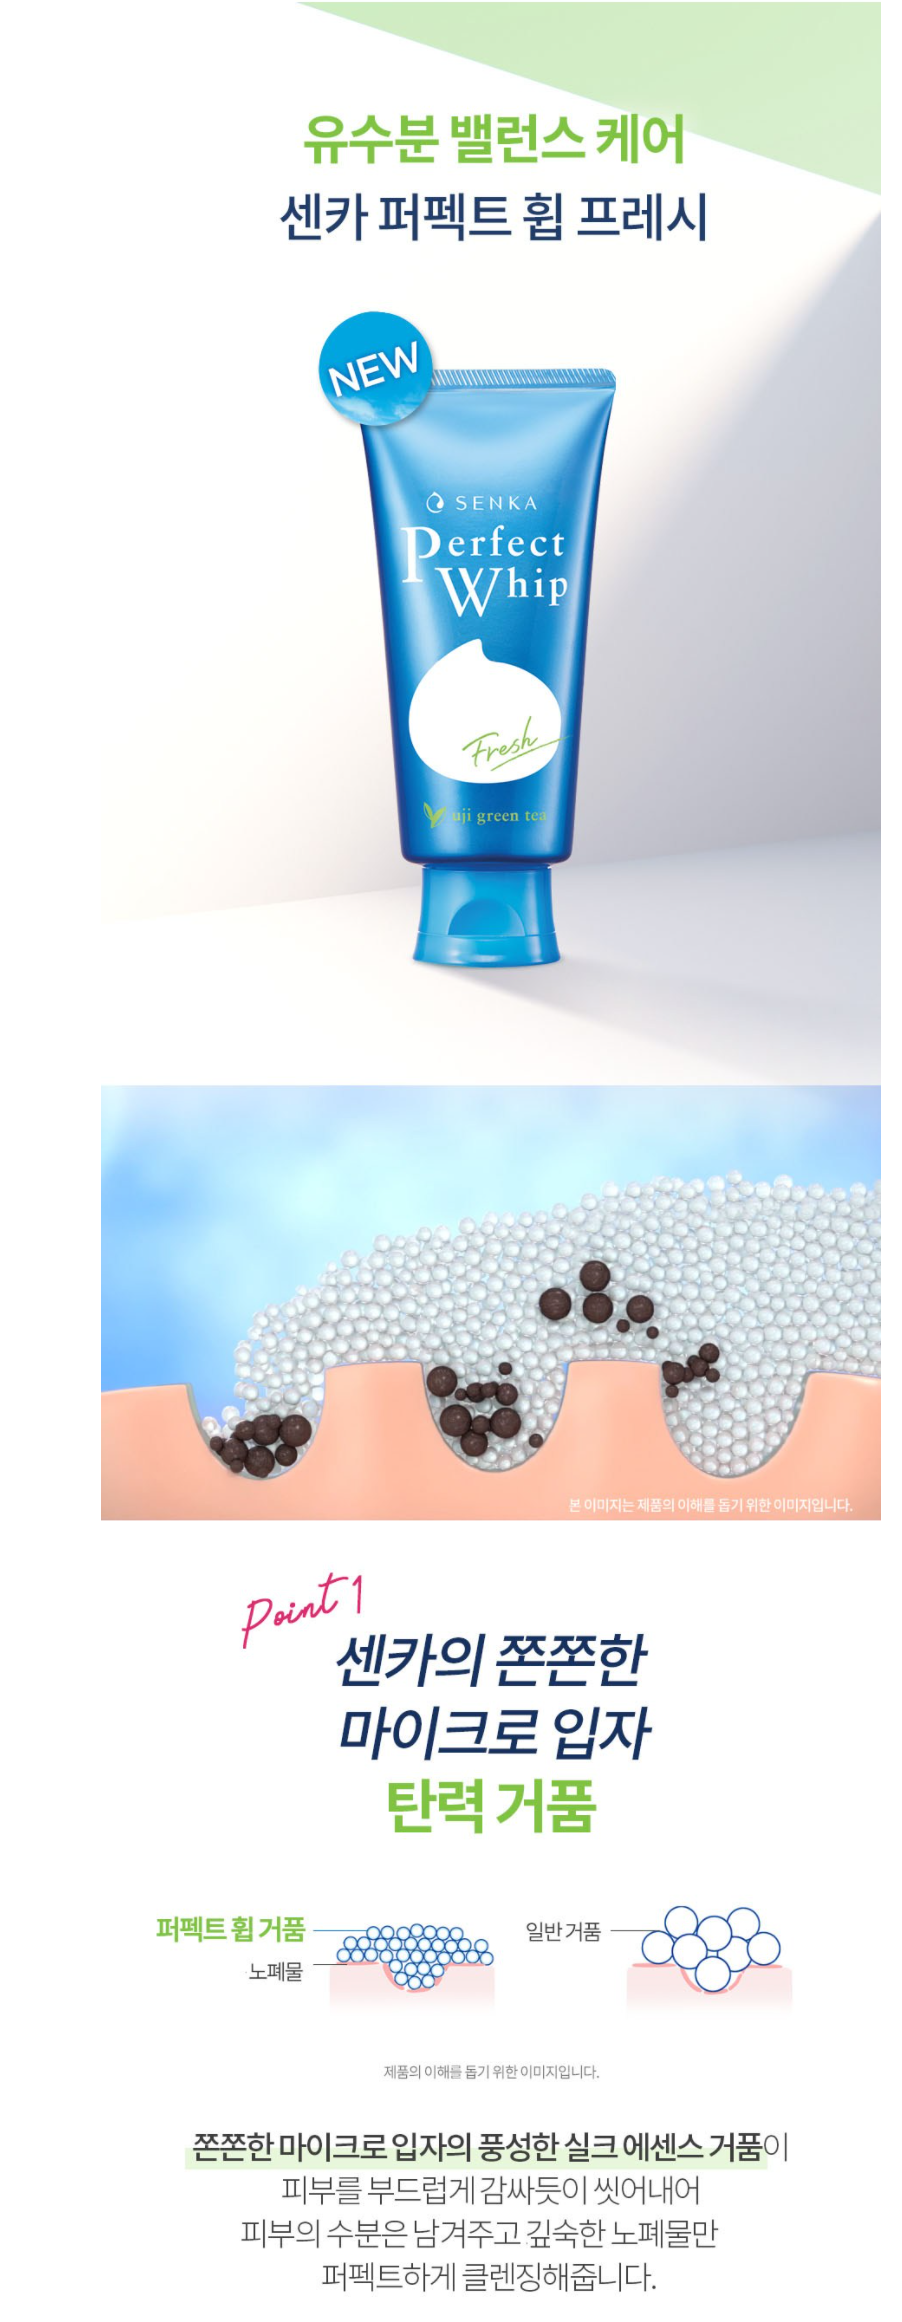 유수분 밸런스 케어
센카 퍼펙트 휩 프레시
NEW
SENKA
Perfect
Whip
Fresh
uji green tea
본 이미지는 제품의 이해를 돕기 위한 이미지입니다.
Point 1
센카의 쫀쫀한
마이크로 입자
탄력 거품
퍼펙트 휩 거품
노폐물
일반 거품
제품의 이해를 돕기 위한 이미지입니다.
쫀쫀한 마이크로 입자의 풍성한 실크 에센스 거품이
피부를 부드럽게 감싸듯이 씻어내어
피부의 수분은 남겨주고 깊숙한 노폐물만
퍼펙트하게 클렌징해줍니다.